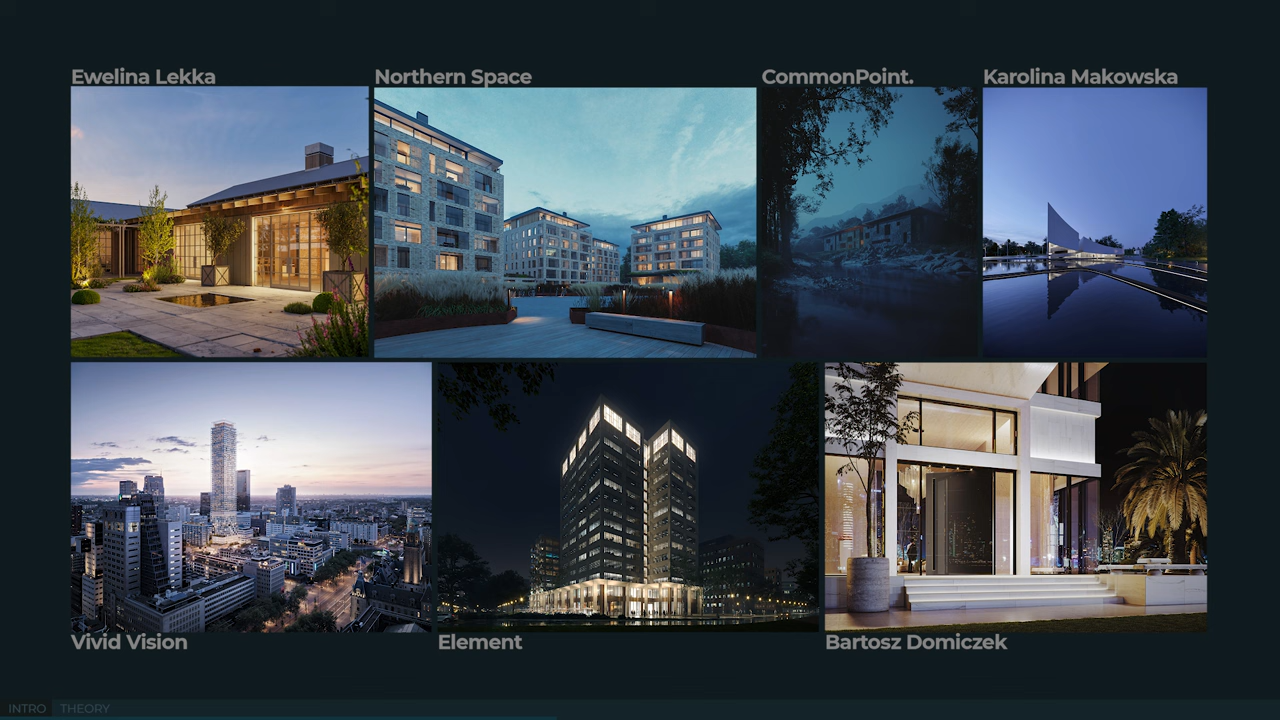 Ewelina Lekka
Northern Space
CommonPoint.
Karolina Makowska
Vivid Vision
Element
Bartosz Domiczek
INTRO
THEORY